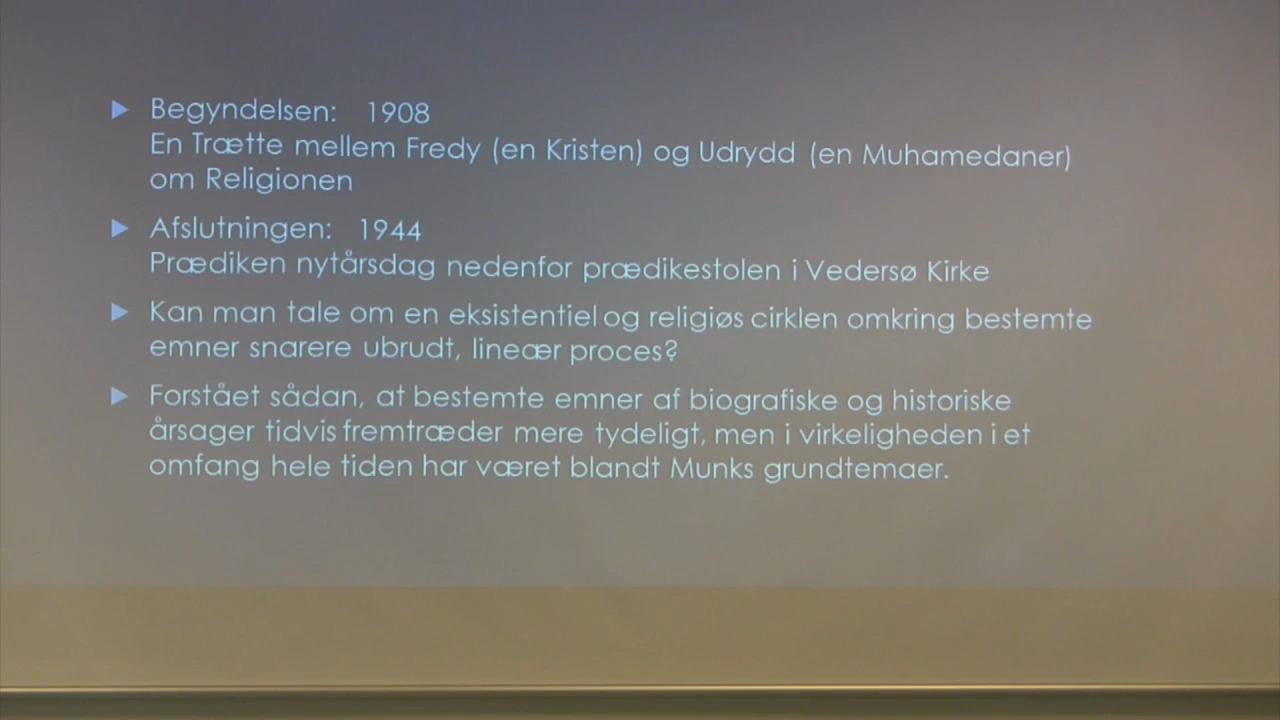 Begyndelsen: 1908
En Trætte mellem Fredy (en Kristen) og Udrydd (en Muhamedaner)
om Religionen
Afslutningen: 1944
Prædiken nytårsdag nedenfor prædikestolen i Vedersø Kirke
Kan man tale om en eksistentiel og religiøs cirklen omkring bestemte
emner snarere ubrudt, lineær proces?
Forstået sådan, at bestemte emner af biografiske og historiske
årsager tidvis fremtræder mere tydeligt, men i virkeligheden i et
omfang hele tiden har været blandt Munks grundtemaer.